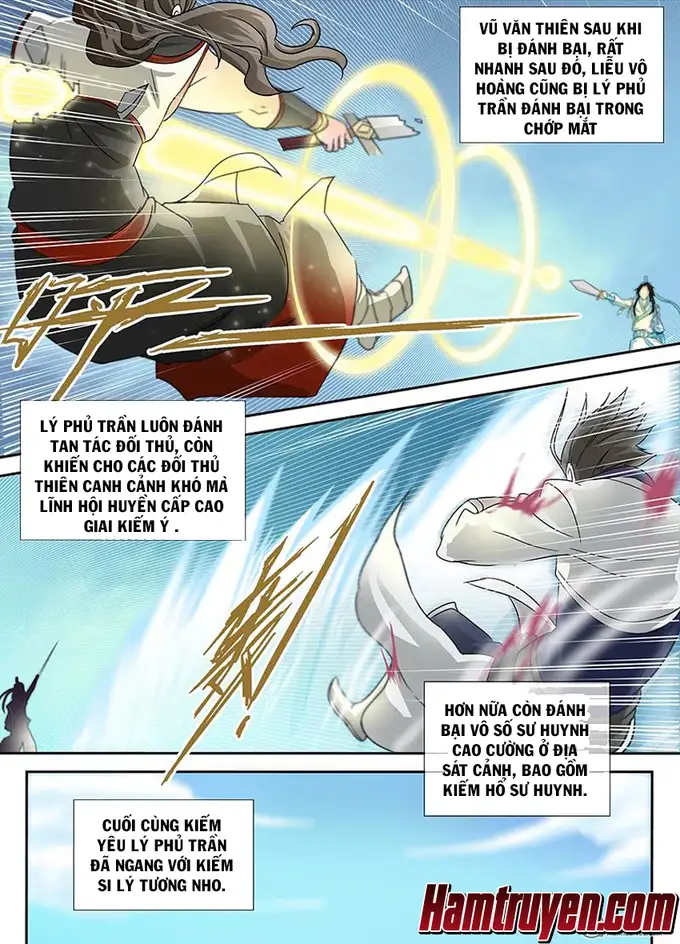 VŨ VĂN THIÊN SAU KHI
BỊ ĐÁNH BẠI, RẤT
NHANH SAU ĐÓ, LIỄU VÔ
HOÀNG CŨNG BỊ LÝ PHỦ
TRẦN ĐÁNH BẠI TRONG
CHỚP MẮT
LÝ PHỦ TRẦN LUÔN ĐÁNH
TAN TÁC ĐỐI THỦ, CÒN
KHIẾN CHO CÁC ĐỐI THỦ
THIÊN CANH CẢNH KHÓ MÀ
LĨNH HỘI HUYỀN CẤP CAO
GIAI KIẾM Ý .
HƠN NỮA CÒN ĐÁNH
BẠI VÔ SỐ SƯ HUYNH
CAO CƯỜNG Ở ĐỊA
SÁT CẢNH, BAO GỒM
KIẾM HỔ SƯ HUYNH.
CUỐI CÙNG KIẾM
YÊU LÝ PHỦ TRẦN
ĐÃ NGANG VỚI KIẾM
SI LÝ TƯƠNG NHO.
Hamtruyen.com